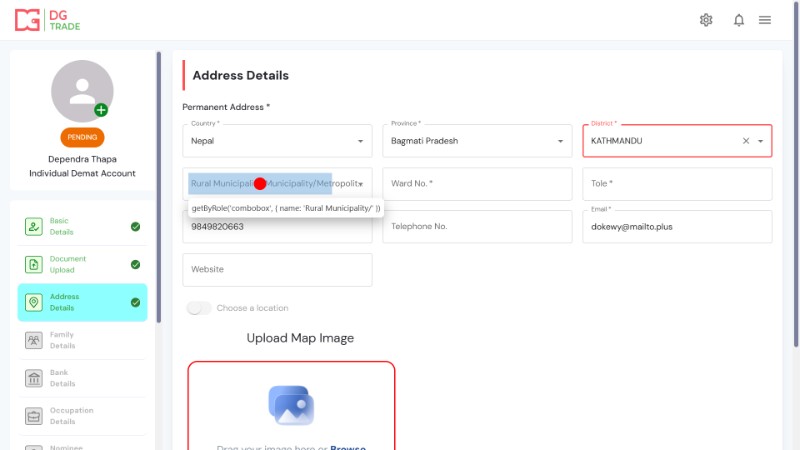 DG
TRADE
PENDING
Dependra Thapa
Individual Demat Account
Basic
Details
Document
Upload
Address
Details
Family
Details
Bank
Details
Occupation
Details
Nominee
Address Details
Permanent Address *
Country *
Nepal
Province *
Bagmati Pradesh
District *
KATHMANDU
Rural Municipali Municipality/Metropolit
Ward No. *
Tole *
getByRole('combobox', { name: 'Rural Municipality/' })
9849820663
Telephone No.
Email *
dokewy@mailto.plus
Website
Choose a location
Upload Map Image
Drag your image here or Browse